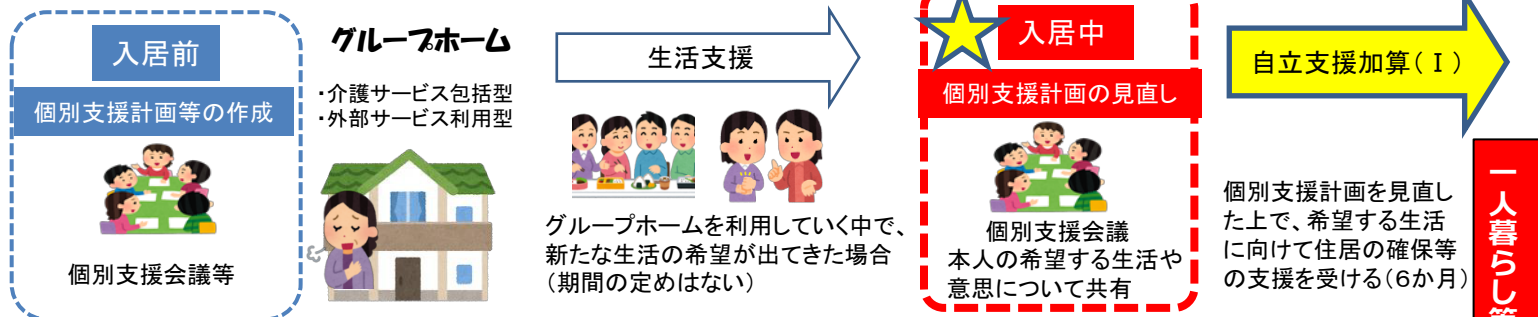 入居前
個別支援計画等の作成
個別支援会議等
グループホーム
・介護サービス包括型
・外部サービス利用型
生活支援
グループホームを利用していく中で、
新たな生活の希望が出てきた場合
（期間の定めはない）
入居中
個別支援計画の見直し
個別支援会議
本人の希望する生活や
意思について共有
自立支援加算（Ⅰ）
個別支援計画を見直し
た上で、希望する生活
に向けて住居の確保等
の支援を受ける（６か月）
一人暮らし等